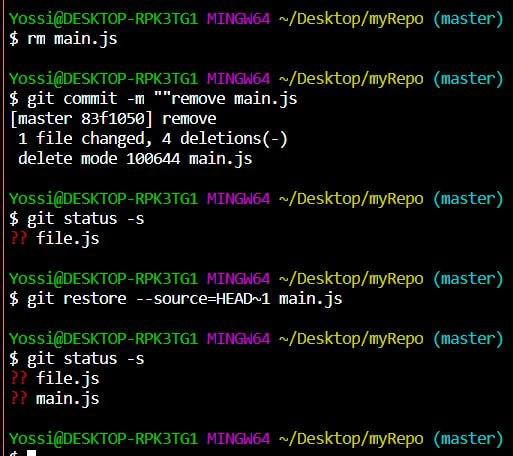 Yossi@DESKTOP-RPK3TG1 MINGW64 ~/Desktop/myRepo (master)
$ rm main.js
Yossi@DESKTOP-RPK3TG1 MINGW64 ~/Desktop/myRepo (master)
$ git commit -m ""remove main.js
[master 83f1050] remove
1 file changed, 4 deletions(-)
delete mode 100644 main.js
Yossi@DESKTOP-RPK3TG1 MINGW64 ~/Desktop/myRepo (master)
$ git status -s
?? file.js
Yossi@DESKTOP-RPK3TG1 MINGW64 ~/Desktop/myRepo (master)
$ git restore --source=HEAD~1 main.js
Yossi@DESKTOP-RPK3TG1 MINGW64 ~/Desktop/myRepo (master)
$ git status -s
?? file.js
?? main.js
Yossi@DESKTOP-RPK3TG1 MINGW64 ~/Desktop/myRepo (master)
$